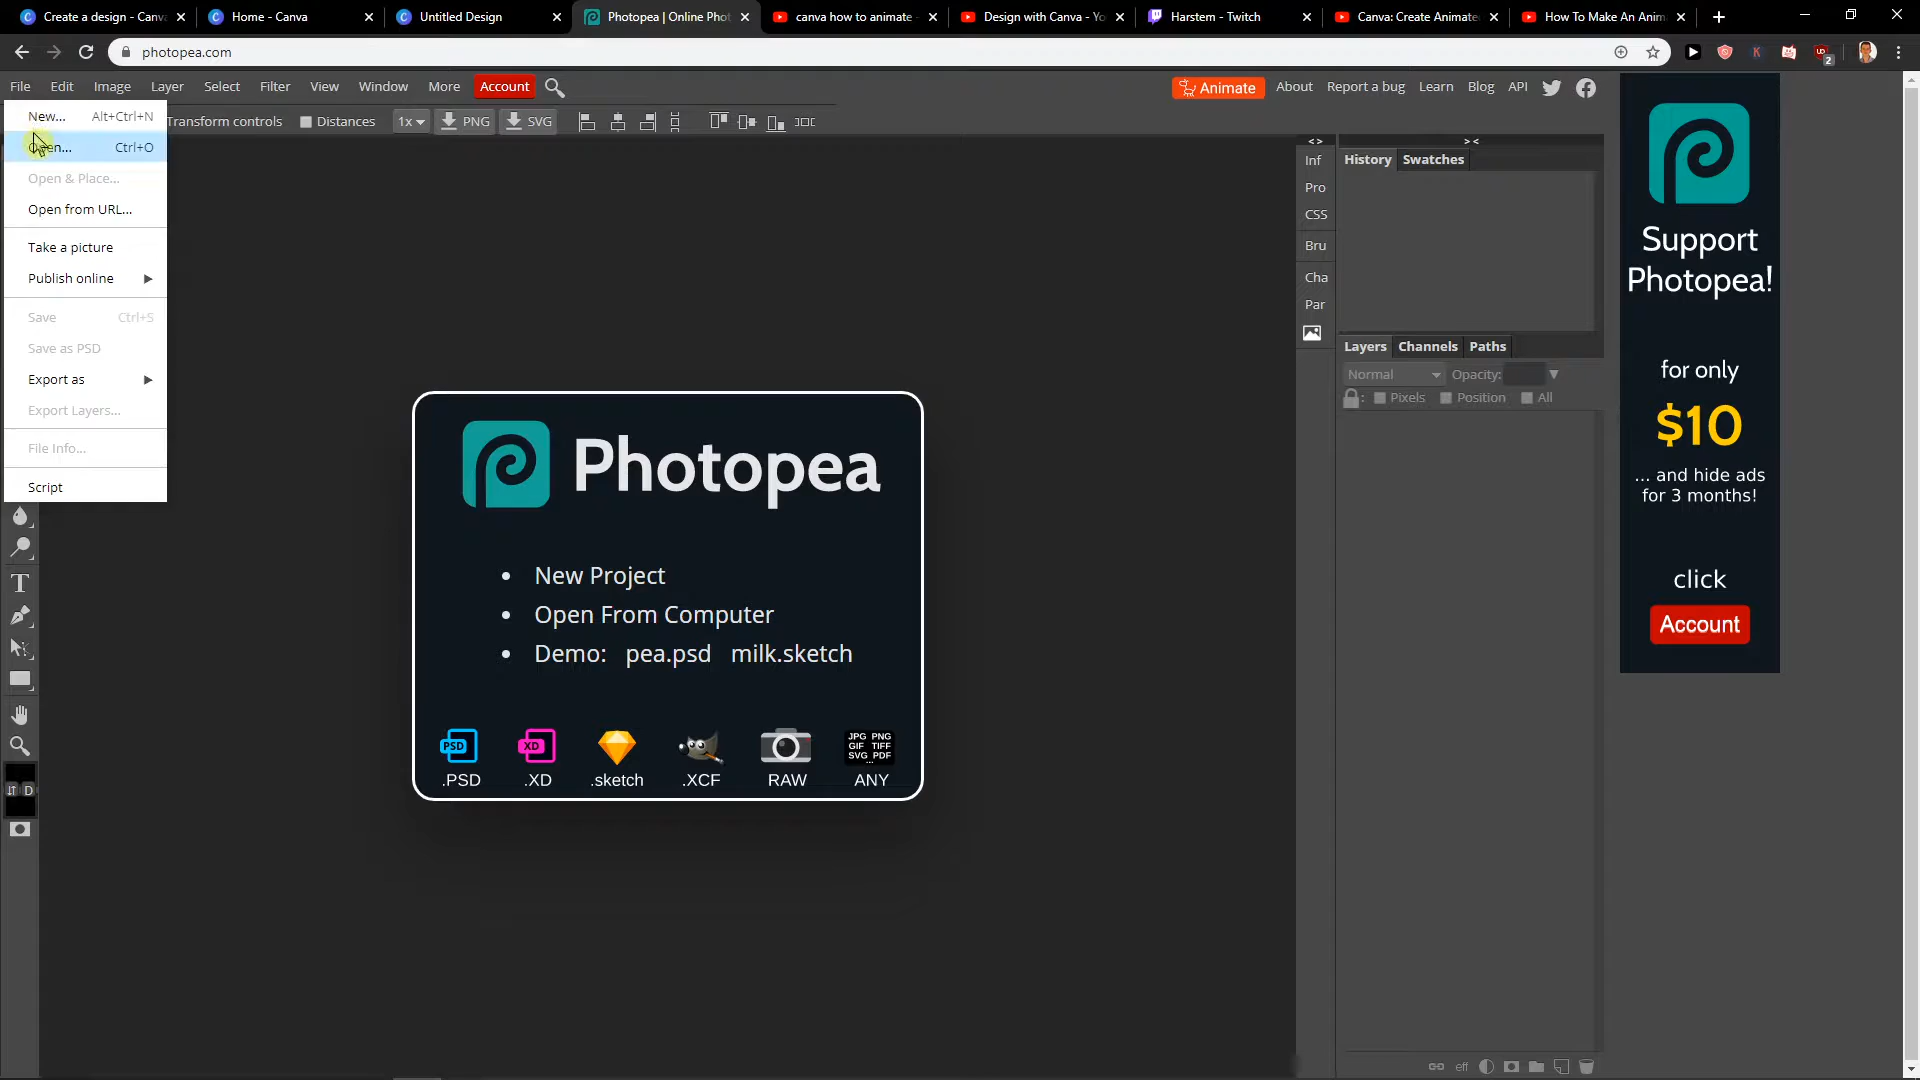 Create a design - Canva
Home - Canva
Untitled Design
Photopea | Online Phot
canva how to animate -
Design with Canva - Yo
Harstem - Twitch
Canva: Create Animate
How To Make An Anim
photopea.com
2
File Edit Image Layer Select Filter View Window More Account
Animate About Report a bug Learn Blog API
Transform controls Distances 1x PNG SVG
New... Alt+Ctrl+N
Open... Ctrl+O
Open & Place...
Open from URL...
Take a picture
Publish online
Save Ctrl+S
Save as PSD
Export as
Export Layers...
File Info...
Script
T
D
Photopea
New Project
Open From Computer
Demo: pea.psd milk.sketch
PSD
XD
JPG PNG
GIF TIFF
SVG PDF
...
.PSD .XD .sketch .XCF RAW ANY
< >
Inf
Pro
CSS
Bru
Cha
Par
> <
History Swatches
Layers Channels Paths
Normal Opacity:
: Pixels Position All
eff
Support
Photopea!
for only
$10
... and hide ads
for 3 months!
click
Account